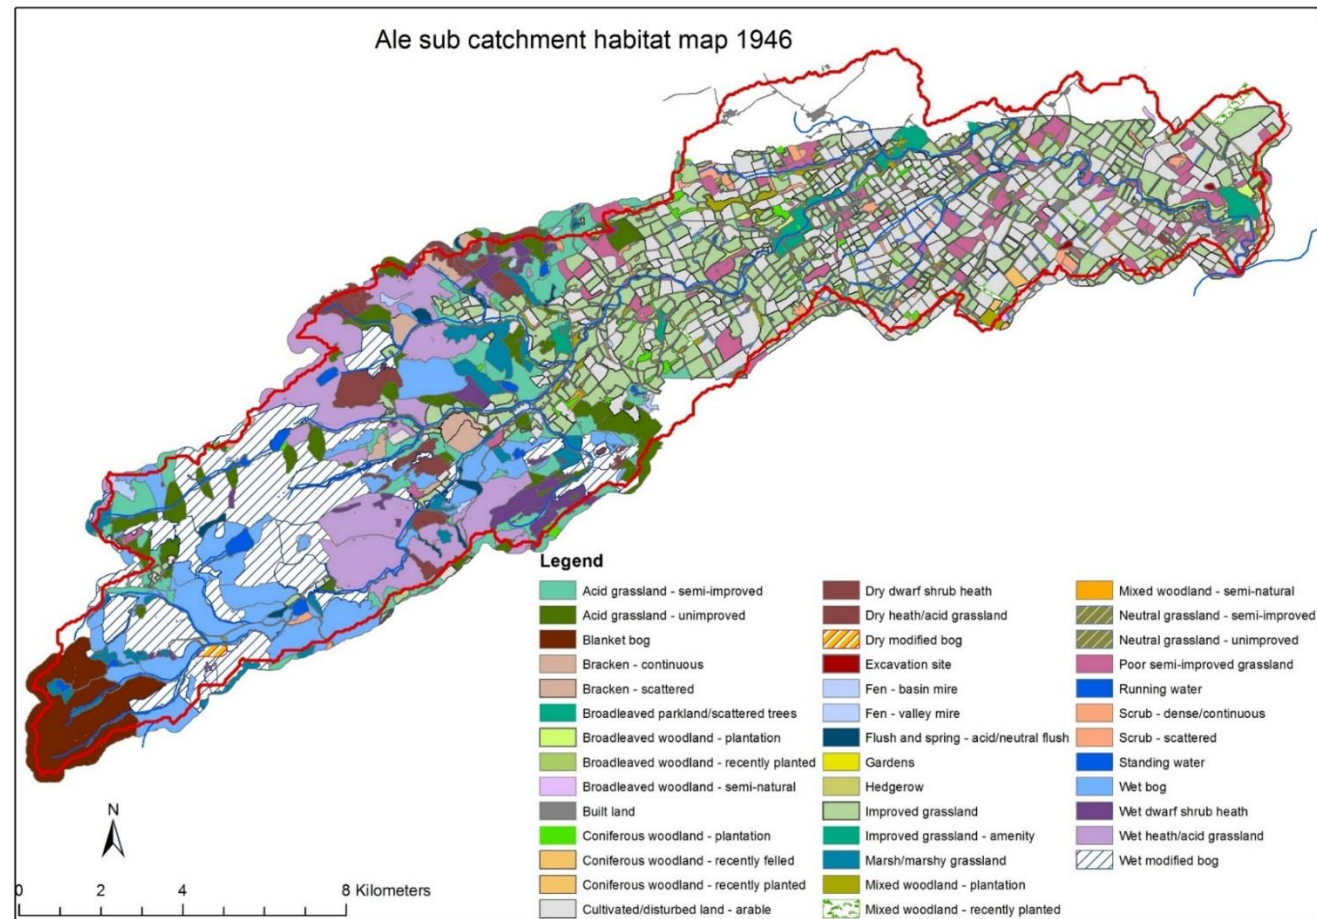 Ale sub catchment habitat map 1946
Legend
Acid grassland - semi-improved
Acid grassland - unimproved
Blanket bog
Bracken - continuous
Bracken - scattered
Broadleaved parkland/scattered trees
Broadleaved woodland - plantation
Broadleaved woodland - recently planted
Broadleaved woodland - semi-natural
Built land
Coniferous woodland - plantation
Coniferous woodland - recently felled
Coniferous woodland - recently planted
Cultivated/disturbed land - arable
Dry dwarf shrub heath
Dry heath/acid grassland
Dry modified bog
Excavation site
Fen - basin mire
Fen - valley mire
Flush and spring - acid/neutral flush
Gardens
Hedgerow
Improved grassland
Improved grassland - amenity
Marsh/marshy grassland
Mixed woodland - plantation
Mixed woodland - recently planted
Mixed woodland - semi-natural
Neutral grassland - semi-improved
Neutral grassland - unimproved
Poor semi-improved grassland
Running water
Scrub - dense/continuous
Scrub - scattered
Standing water
Wet bog
Wet dwarf shrub heath
Wet heath/acid grassland
Wet modified bog
N
0 2 4 8 Kilometers